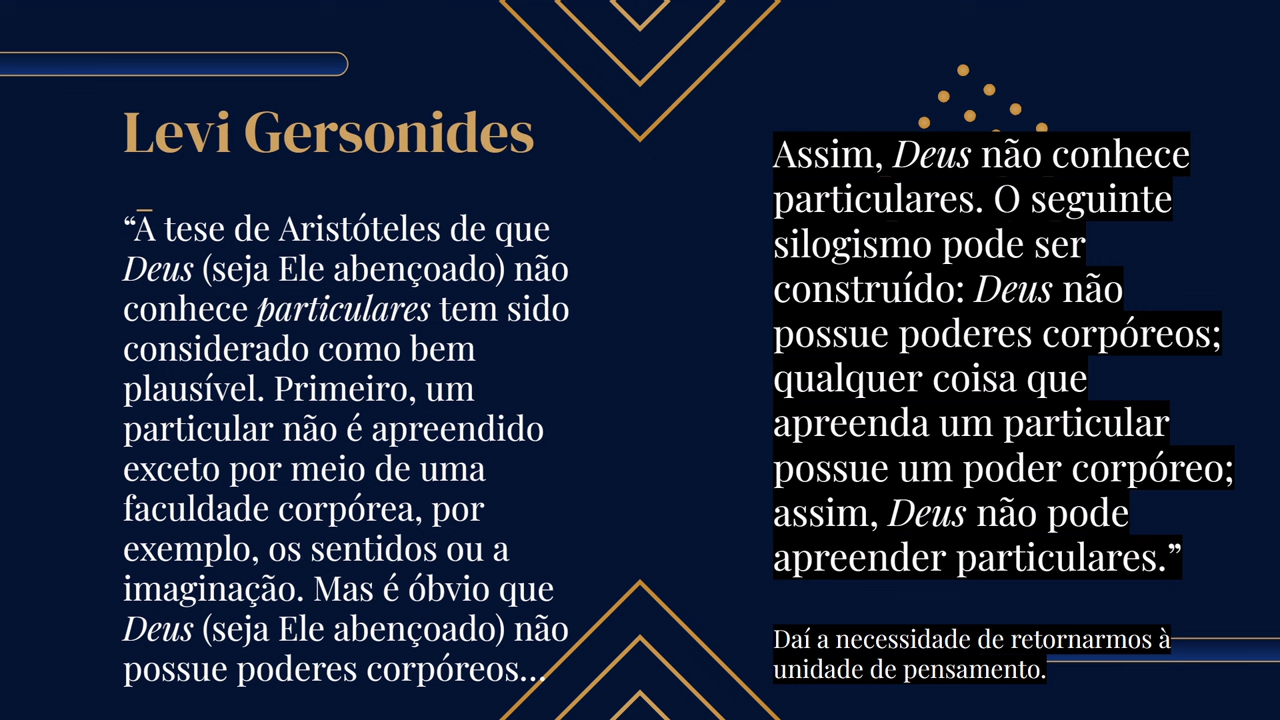 Levi Gersonides
“A tese de Aristóteles de que
Deus (seja Ele abençoado) não
conhece particulares tem sido
considerado como bem
plausível. Primeiro, um
particular não é apreendido
exceto por meio de uma
faculdade corpórea, por
exemplo, os sentidos ou a
imaginação. Mas é óbvio que
Deus (seja Ele abençoado) não
possue poderes corpóreos...
Assim, Deus não conhece
particulares. O seguinte
silogismo pode ser
construído: Deus não
possue poderes corpóreos;
qualquer coisa que
apreenda um particular
possue um poder corpóreo;
assim, Deus não pode
apreender particulares.”
Daí a necessidade de retornarmos à
unidade de pensamento.